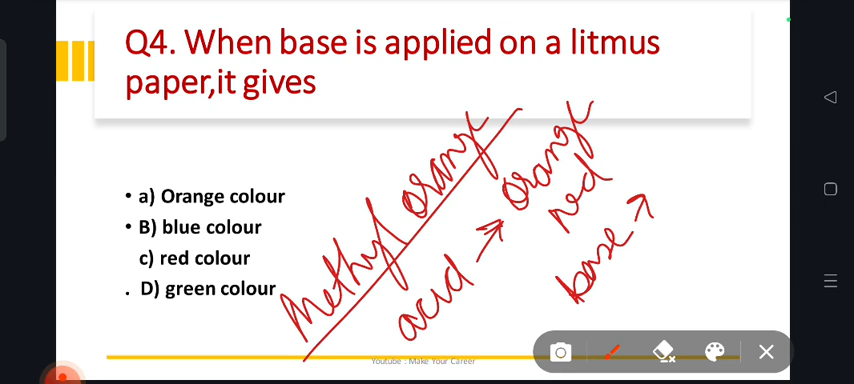 Q4. When base is applied on a litmus
paper,it gives
• a) Orange colour
• B) blue colour
c) red colour
. D) green colour
Methyl orange
acid → orange
red
base →
Youtube : Make Your Career